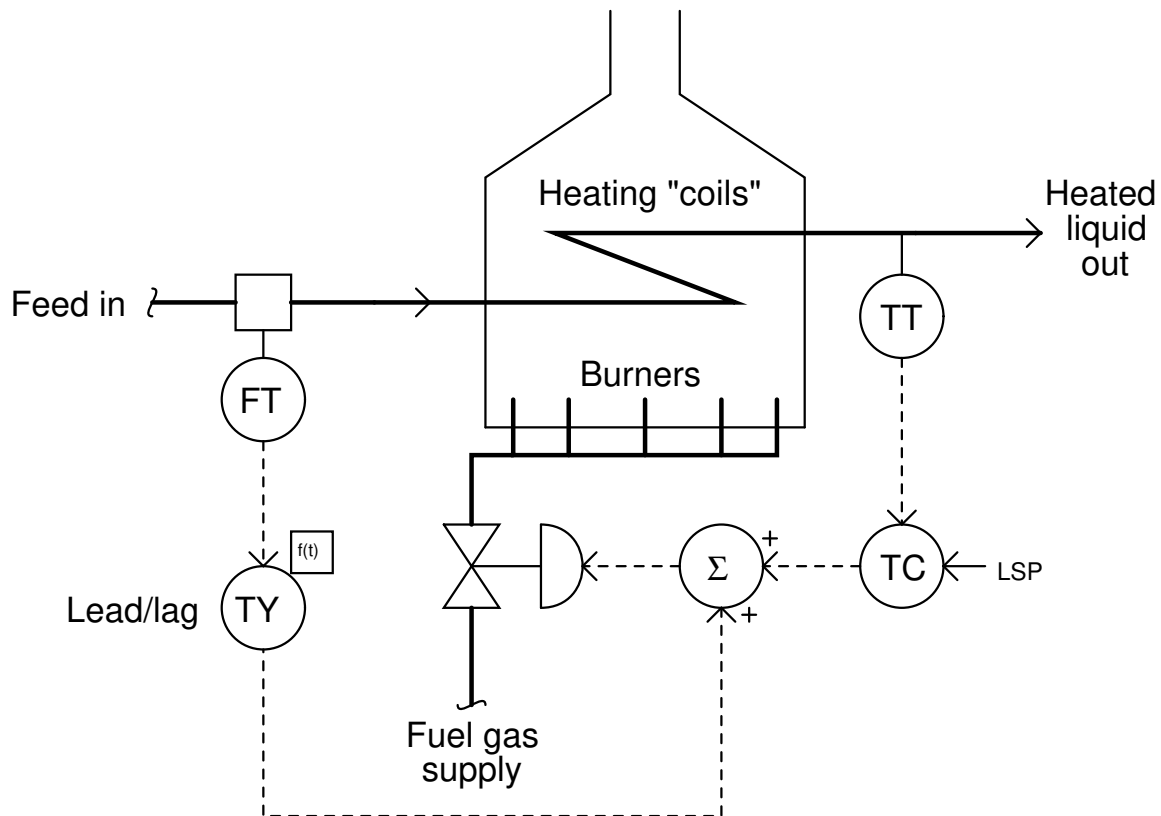 Heating "coils"
Heated
liquid
out
Feed in
TT
FT
Burners
f(t)
+
Σ
TC
LSP
Lead/lag
TY
+
Fuel gas
supply